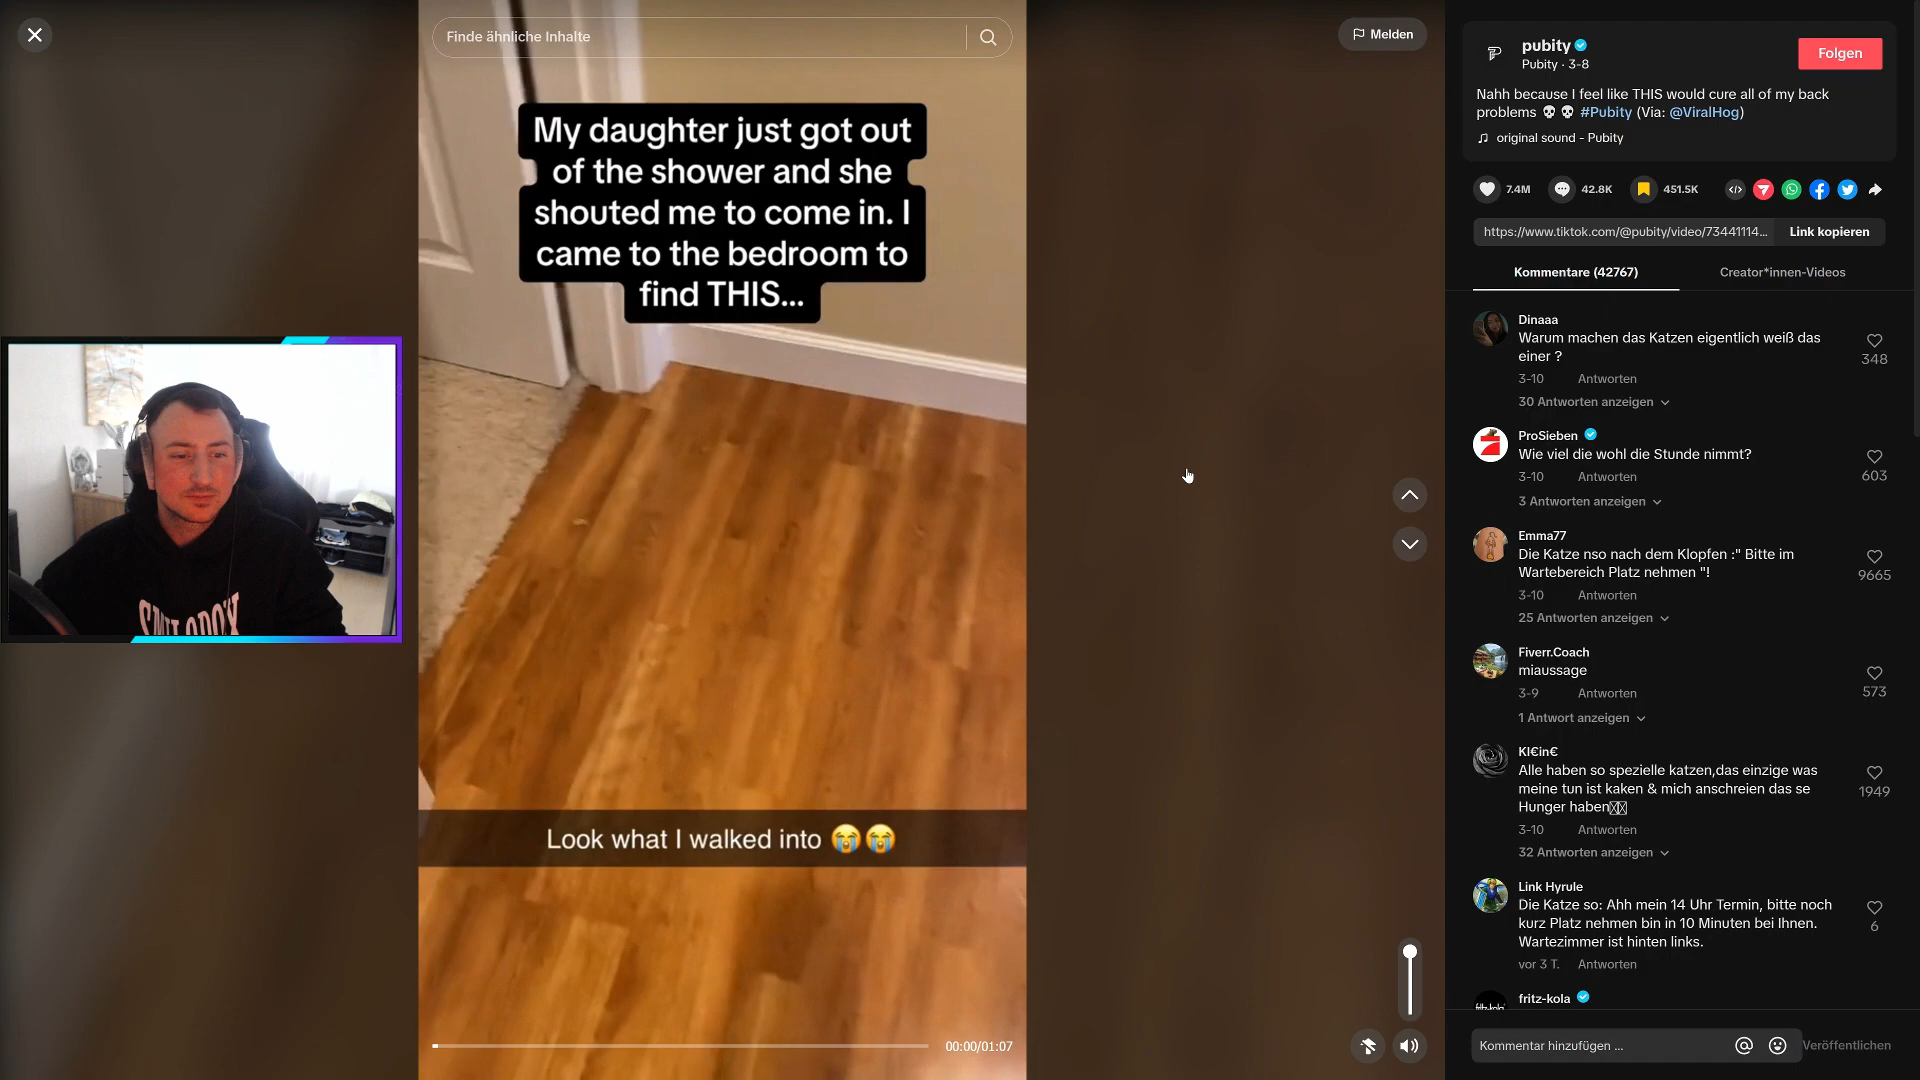 Finde ähnliche Inhalte
Melden
My daughter just got out
of the shower and she
shouted me to come in. I
came to the bedroom to
find THIS...
Look what I walked into 😭😭
00:00/01:07
SMILODOX
pubity
Pubity · 3-8
Folgen
Nahh because I feel like THIS would cure all of my back
problems 💀 💀 #Pubity (Via: @ViralHog)
original sound - Pubity
7.4M
42.8K
451.5K
https://www.tiktok.com/@pubity/video/73441114...
Link kopieren
Kommentare (42767)
Creator*innen-Videos
Dinaaa
Warum machen das Katzen eigentlich weiß das
einer ?
348
3-10 Antworten
30 Antworten anzeigen
ProSieben
Wie viel die wohl die Stunde nimmt?
603
3-10 Antworten
3 Antworten anzeigen
Emma77
Die Katze nso nach dem Klopfen :" Bitte im
Wartebereich Platz nehmen "!
9665
3-10 Antworten
25 Antworten anzeigen
Fiverr.Coach
miaussage
573
3-9 Antworten
1 Antwort anzeigen
Kl€in€
Alle haben so spezielle katzen,das einzige was
meine tun ist kaken & mich anschreien das se
Hunger haben
1949
3-10 Antworten
32 Antworten anzeigen
Link Hyrule
Die Katze so: Ahh mein 14 Uhr Termin, bitte noch
kurz Platz nehmen bin in 10 Minuten bei Ihnen.
Wartezimmer ist hinten links.
6
vor 3 T. Antworten
fritz-kola
Kommentar hinzufügen ...
Veröffentlichen